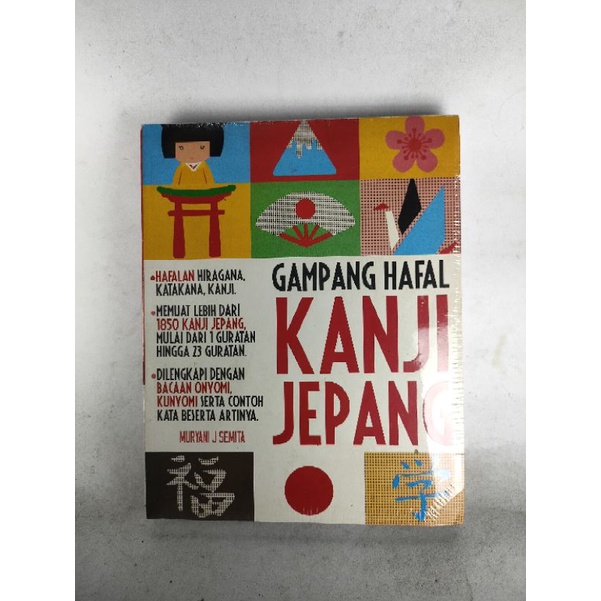 GAMPANG HAFAL
KANJI
JEPANG
•HAFALAN HIRAGANA,
KATAKANA, KANJI.
•MEMUAT LEBIH DARI
1850 KANJI JEPANG,
MULAI DARI 1 GURATAN
HINGGA 23 GURATAN.
•DILENGKAPI DENGAN
BACAAN ONYOMI,
KUNYOMI SERTA CONTOH
KATA BESERTA ARTINYA.
MURYANI J SEMITA
福
学